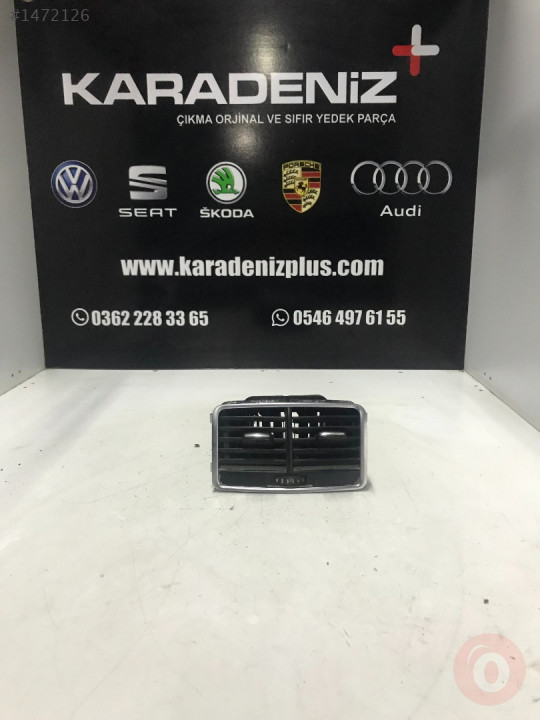 #1472126
KARADENiZ
ÇIKMA ORJİNAL VE SIFIR YEDEK PARÇA
SEAT
ŠKODA
PORSCHE
Audi
www.karadenizplus.com
0362 228 33 65
0546 497 61 55